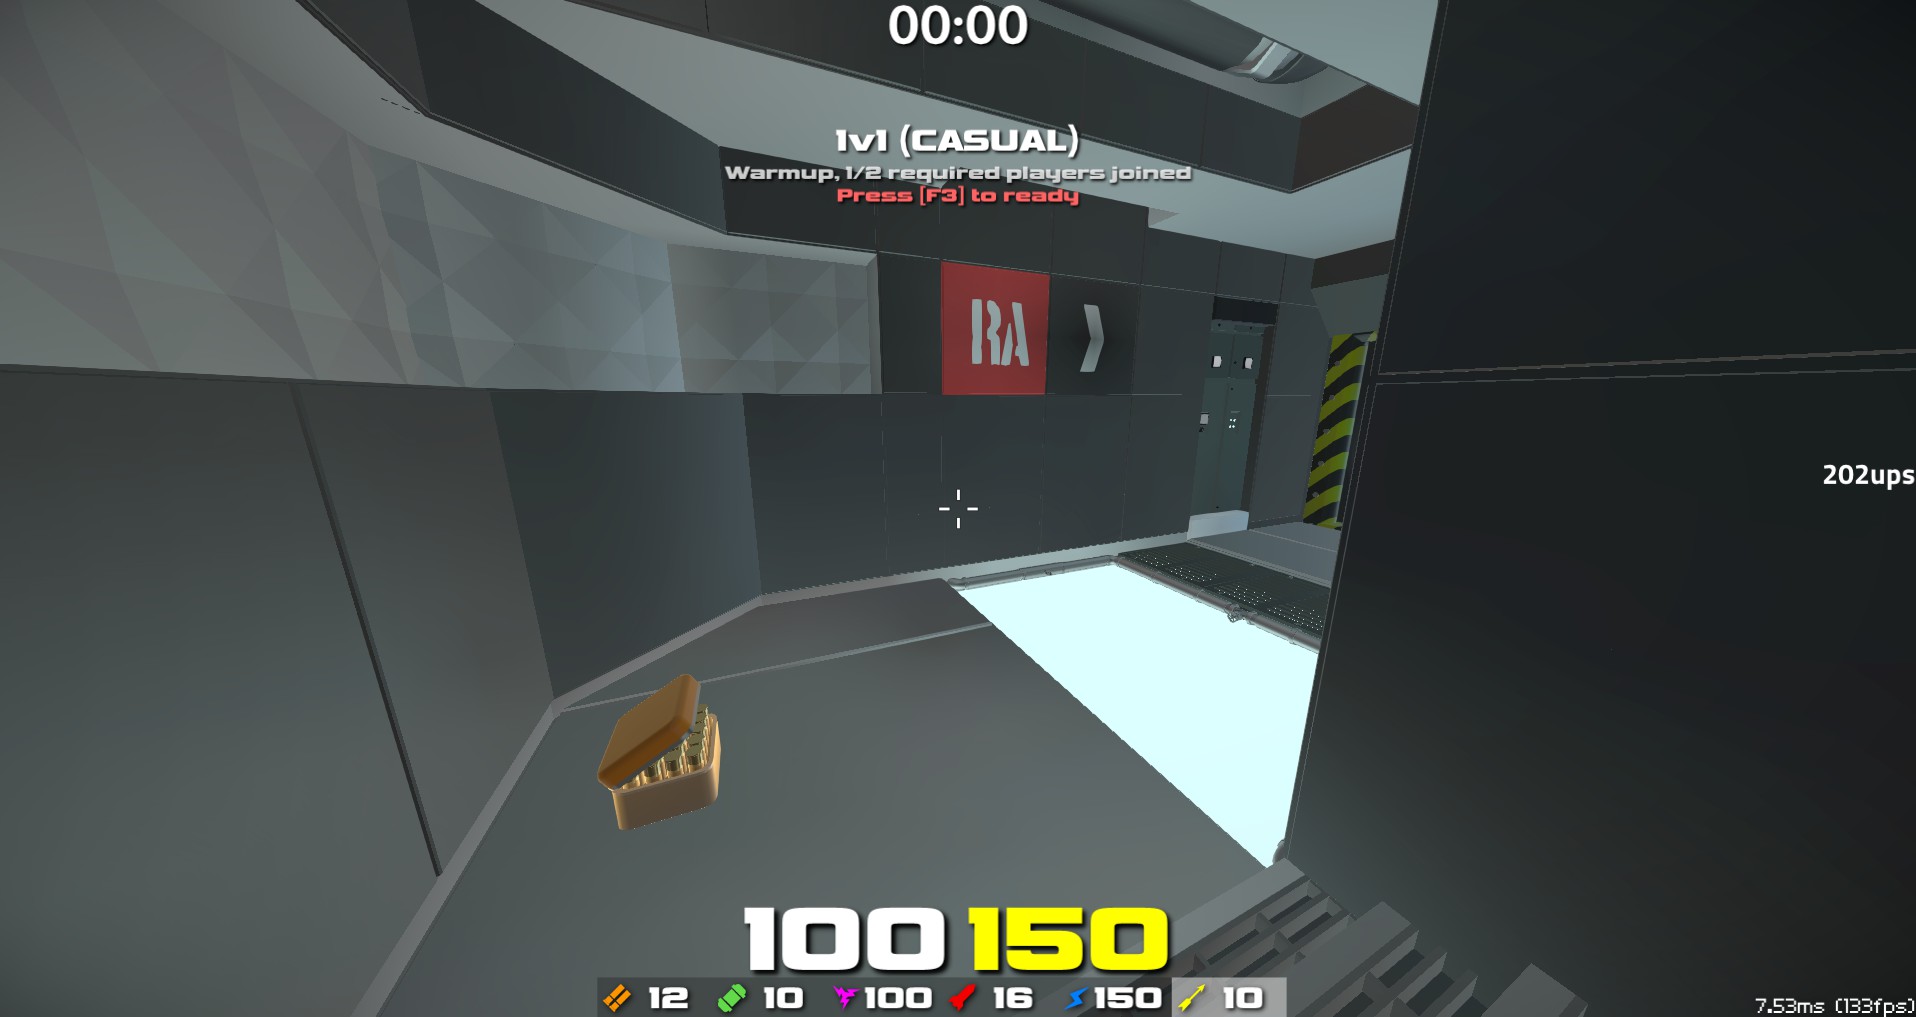 00:00
1v1 (CASUAL)
Warmup, 1/2 required players joined
Press [F3] to ready
RA
202ups
100 150
12 10 100 16 150 10
7.53ms (133fps)